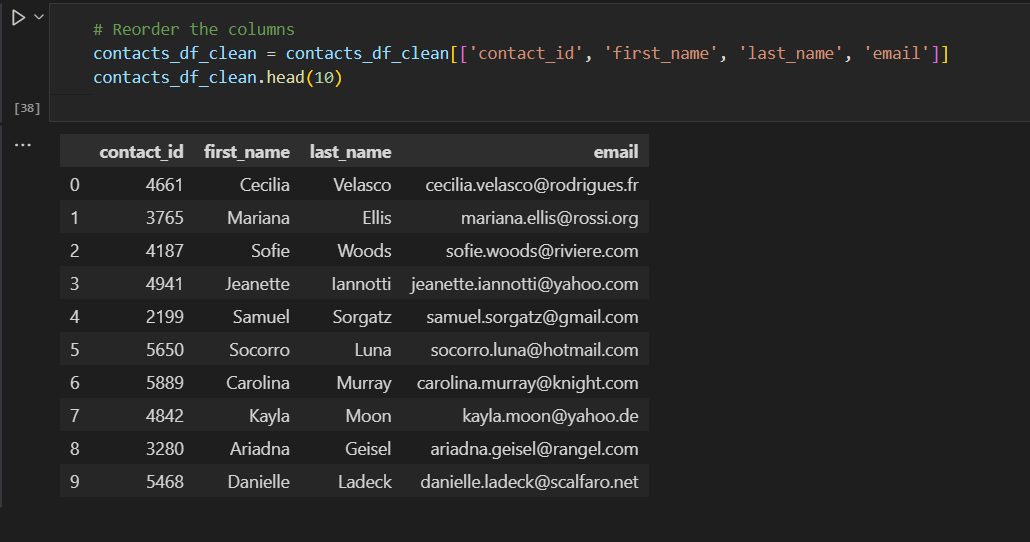 # Reorder the columns
contacts_df_clean = contacts_df_clean[['contact_id', 'first_name', 'last_name', 'email']]
contacts_df_clean.head(10)
[38]
...
contact_id first_name last_name email
0 4661 Cecilia Velasco cecilia.velasco@rodrigues.fr
1 3765 Mariana Ellis mariana.ellis@rossi.org
2 4187 Sofie Woods sofie.woods@riviere.com
3 4941 Jeanette Iannotti jeanette.iannotti@yahoo.com
4 2199 Samuel Sorgatz samuel.sorgatz@gmail.com
5 5650 Socorro Luna socorro.luna@hotmail.com
6 5889 Carolina Murray carolina.murray@knight.com
7 4842 Kayla Moon kayla.moon@yahoo.de
8 3280 Ariadna Geisel ariadna.geisel@rangel.com
9 5468 Danielle Ladeck danielle.ladeck@scalfaro.net